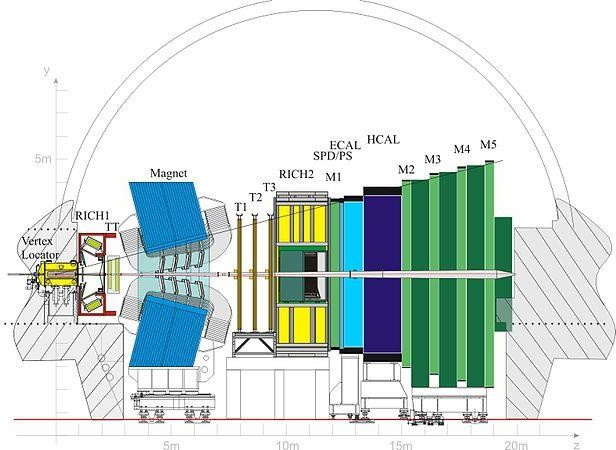 y
5m
Vertex
Locator
RICH1
TT
Magnet
T1
T2
T3
RICH2
M1
SPD/PS
ECAL
HCAL
M2
M3
M4
M5
5m
10m
15m
20m
z